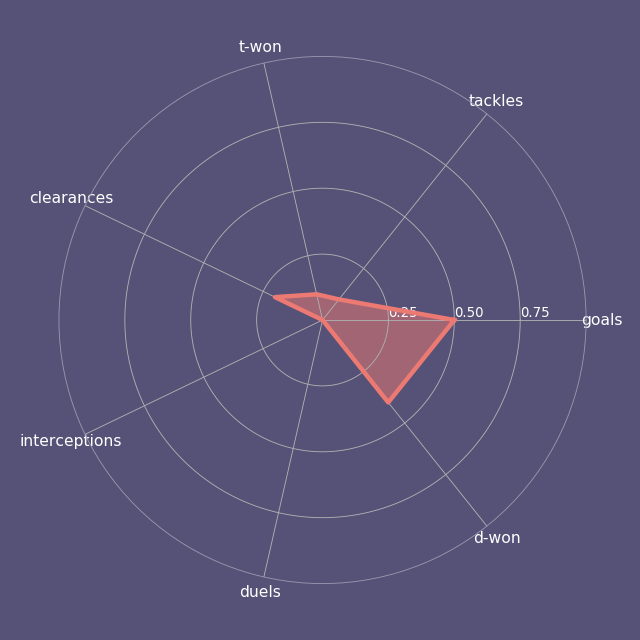 t-won
tackles
clearances
0.25 0.50 0.75
goals
interceptions
d-won
duels